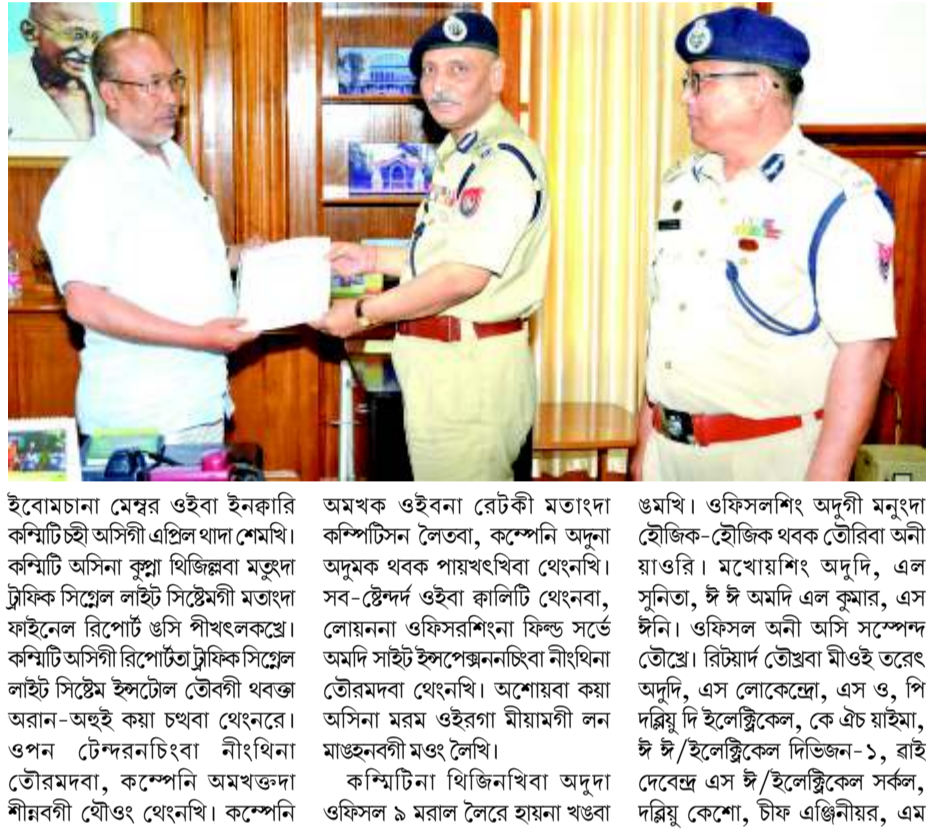 ইবোমচানা মেম্বর ওইবা ইনক্বারি
কম্মিটি চহী অসিগী এপ্রিল থাদা শেমখি।
কম্মিটি অসিনা কুপ্না থিজিল্লবা মতুংদা
ট্রাফিক সিগ্নেল লাইট সিষ্টেমগী মতাংদা
ফাইনেল রিপোর্ট ঙসি পীখৎলকখ্রে।
কম্মিটি অসিগী রিপোর্টতা ট্রাফিক সিগ্নেল
লাইট সিষ্টেম ইন্সটোল তৌবগী থবক্তা
অরান-অহুই কয়া চত্থবা থেংনরে।
ওপন টেন্দরনচিংবা নীংথিনা
তৌরমদবা, কম্পেনি অমখক্তদা
শীন্নবগী থৌওং থেংনখি। কম্পেনি
অমখক ওইবনা রেটকী মতাংদা
কম্পিটিসন লৈতবা, কম্পেনি অদুনা
অদুমক থবক পায়খৎখিবা থেংনখি।
সব-ষ্টেন্দর্দ ওইবা ক্বালিটি থেংনবা,
লোয়ননা ওফিসরশিংনা ফিল্ড সর্ভে
অমদি সাইট ইন্সপেক্সননচিংবা নীংথিনা
তৌরমদবা থেংনখি। অশোয়বা কয়া
অসিনা মরম ওইরগা মীয়ামগী লন
মাঙহনবগী মওং লৈখি।
কম্মিটিনা থিজিনখিবা অদুদা
ওফিসল ৯ মরাল লৈরে হায়না খঙবা
ঙমখি। ওফিসলশিং অদুগী মনুংদা
হৌজিক-হৌজিক থবক তৌরিবা অনী
য়াওরি। মখোয়শিং অদুদি, এল
সুনিতা, ঈ ঈ অমদি এল কুমার, এস
ঈনি। ওফিসল অনী অসি সস্পেন্দ
তৌখ্রে। রিটয়ার্দ তৌখ্রবা মীওই তরেৎ
অদুদি, এস লোকেন্দ্রো, এস ও, পি
দব্লিয়ু দি ইলেক্ট্রিকেল, কে ঐচ য়াইমা,
ঈ ঈ/ইলেক্ট্রিকেল দিভিজন-১, ৱাই
দেবেন্দ্র এস ঈ/ইলেক্ট্রিকেল সর্কল,
দব্লিয়ু কেশো, চীফ এঞ্জিনীয়র, এম